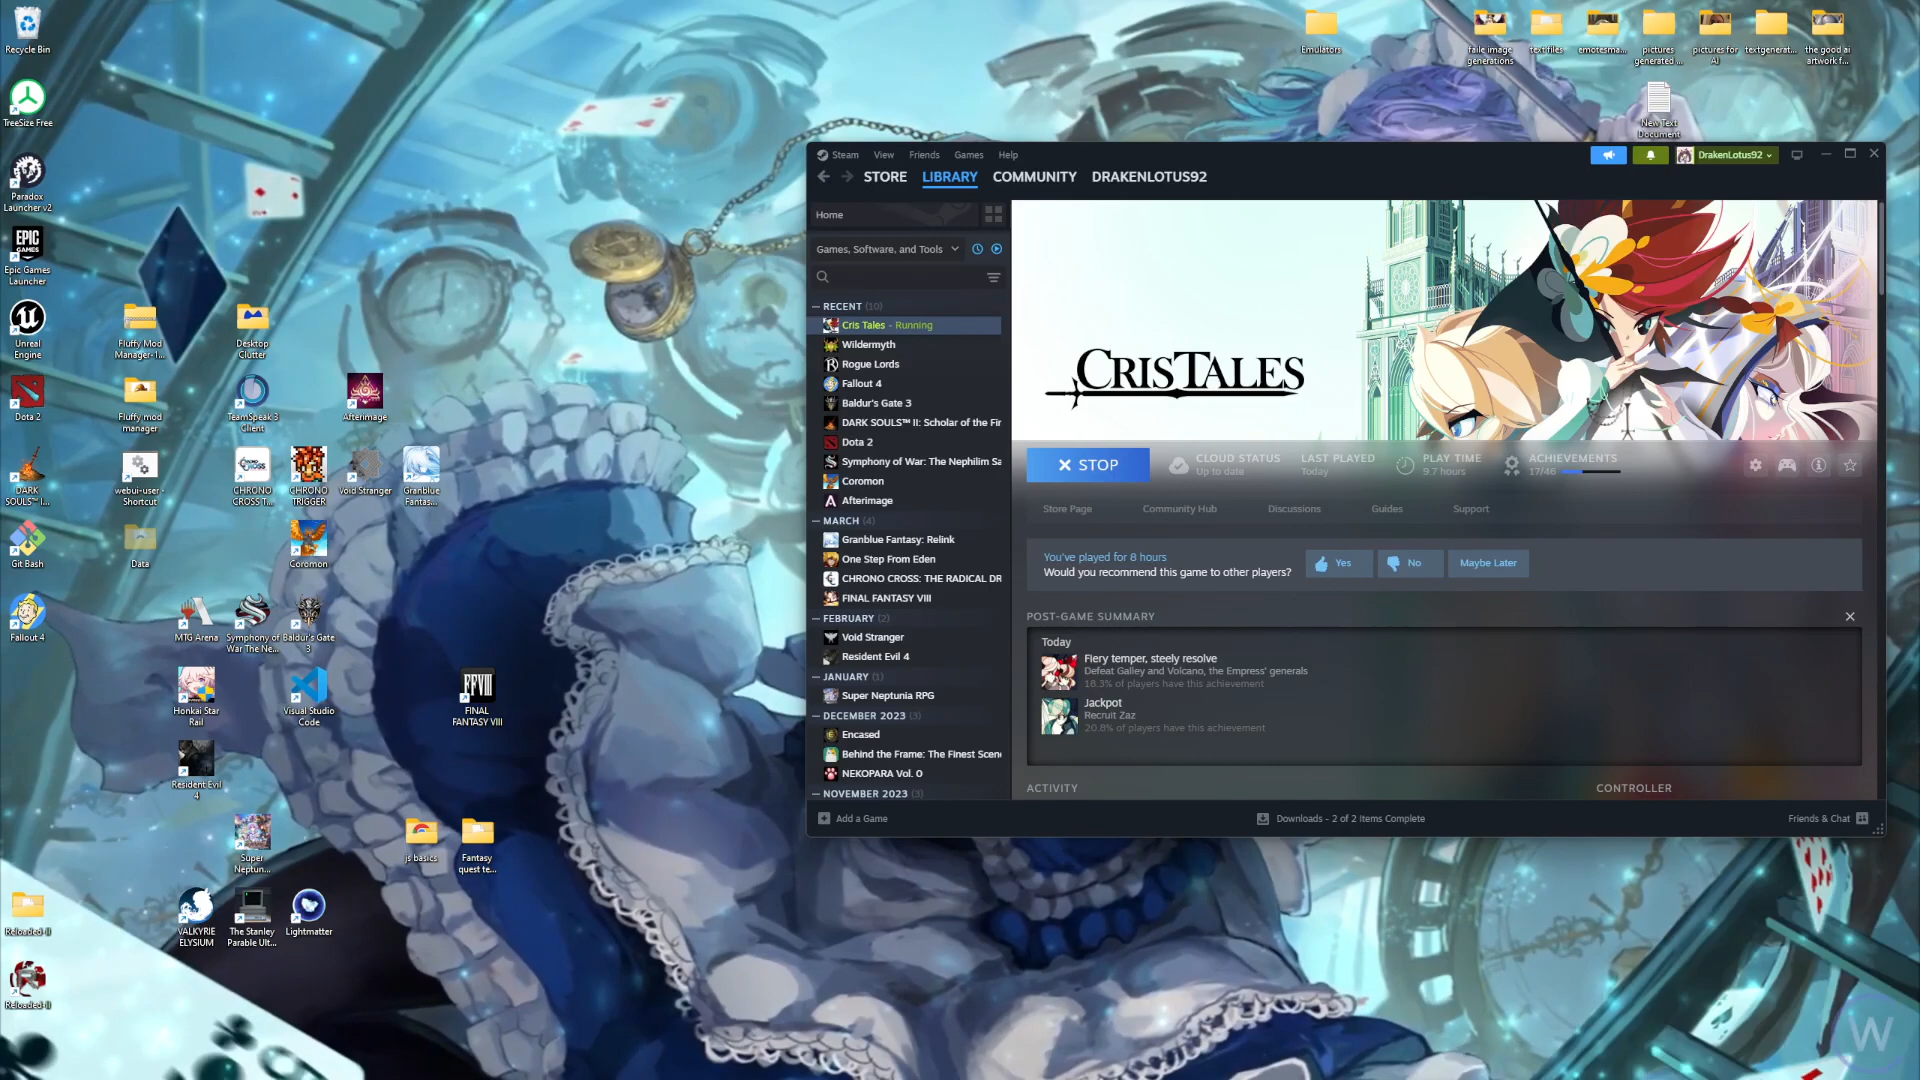 Recycle Bin
TreeSize Free
Paradox
Launcher v2
EPIC
GAMES
Epic Games
Launcher
Unreal
Engine
Dota 2
DARK
SOULS™ I...
Git Bash
Fallout 4
Reloaded-II
Reloaded-II
Fluffy Mod
Manager-1...
Desktop
Clutter
Fluffy mod
manager
TeamSpeak 3
Client
Afterimage
webui-user -
Shortcut
CHRONO
CROSS T...
CHRONO
TRIGGER
Void Stranger
Granblue
Fantas...
Data
Coromon
MTG Arena
Symphony of
War The Ne...
Baldur's Gate
3
Honkai Star
Rail
Visual Studio
Code
FFVIII
FINAL
FANTASY VIII
Resident Evil
4
Super
Neptun...
js basics
Fantasy
quest te...
VALKYRIE
ELYSIUM
The Stanley
Parable Ult...
Lightmatter
Emulators
faile image
generations
text files
emotesma...
pictures
generated ...
pictures for
AI
textgenerat...
the good ai
artwork f...
New Text
Document
Steam View Friends Games Help
DrakenLotus92
STORE LIBRARY COMMUNITY DRAKENLOTUS92
Home
Games, Software, and Tools
— RECENT (10)
Cris Tales - Running
Wildermyth
Rogue Lords
Fallout 4
Baldur's Gate 3
DARK SOULS™ II: Scholar of the Fir
Dota 2
Symphony of War: The Nephilim Sa
Coromon
Afterimage
— MARCH (4)
Granblue Fantasy: Relink
One Step From Eden
CHRONO CROSS: THE RADICAL DR
FINAL FANTASY VIII
— FEBRUARY (2)
Void Stranger
Resident Evil 4
— JANUARY (1)
Super Neptunia RPG
— DECEMBER 2023 (3)
Encased
Behind the Frame: The Finest Scene
NEKOPARA Vol. 0
— NOVEMBER 2023 (3)
CRISTALES
STOP
CLOUD STATUS
Up to date
LAST PLAYED
Today
PLAY TIME
9.7 hours
ACHIEVEMENTS
17/46
Store Page Community Hub Discussions Guides Support
You've played for 8 hours
Would you recommend this game to other players?
Yes No Maybe Later
POST-GAME SUMMARY
Today
Fiery temper, steely resolve
Defeat Galley and Volcano, the Empress' generals
18.3% of players have this achievement
Jackpot
Recruit Zaz
20.8% of players have this achievement
ACTIVITY
CONTROLLER
Add a Game
Downloads - 2 of 2 Items Complete
Friends & Chat
W